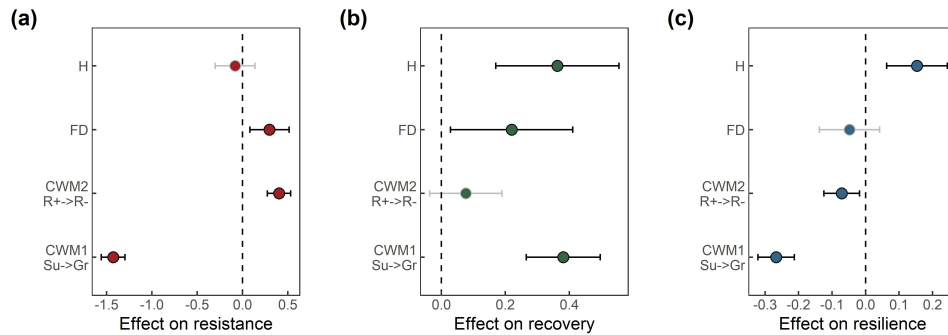 (a)
H
FD
CWM2
R+->R-
CWM1
Su->Gr
-1.5
-1.0
-0.5
0.0
0.5
Effect on resistance
(b)
H
FD
CWM2
R+->R-
CWM1
Su->Gr
0.0
0.2
0.4
Effect on recovery
(c)
H
FD
CWM2
R+->R-
CWM1
Su->Gr
-0.3
-0.2
-0.1
0.0
0.1
0.2
Effect on resilience